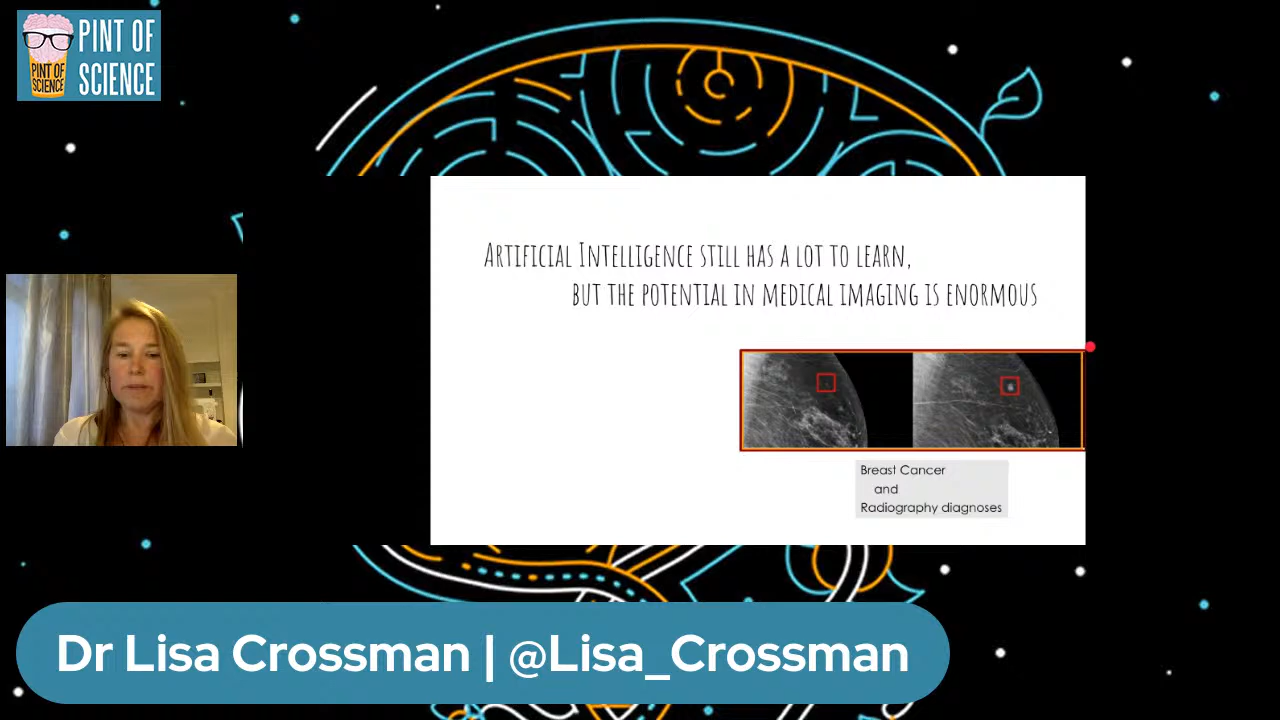 PINT OF
SCIENCE
PINT OF
SCIENCE
Artificial Intelligence still has a lot to learn,
but the potential in medical imaging is enormous
Breast Cancer
and
Radiography diagnoses
Dr Lisa Crossman | @Lisa_Crossman